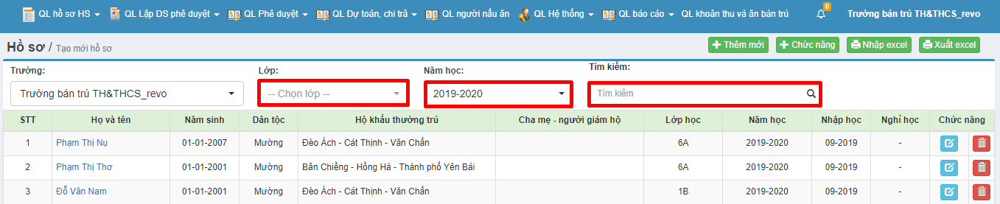 QL hồ sơ HS QL Lập DS phê duyệt QL Phê duyệt QL Dự toán, chi trả QL người nấu ăn QL Hệ thống QL báo cáo QL khoản thu và ăn bán trú 0 Trường bán trú TH&THCS_revo
Hồ sơ / Tạo mới hồ sơ Thêm mới Chức năng Nhập excel Xuất excel
Trường: Lớp: Năm học: Tìm kiếm:
Trường bán trú TH&THCS_revo -- Chọn lớp -- 2019-2020 Tìm kiếm
STT Họ và tên Năm sinh Dân tộc Hộ khẩu thường trú Cha mẹ - người giám hộ Lớp học Năm học Nhập học Nghỉ học Chức năng
1 Phạm Thị Nụ 01-01-2007 Mường Đèo Ách - Cát Thịnh - Văn Chấn 6A 2019-2020 09-2019 -
2 Phạm Thị Thơ 01-01-2001 Mường Bản Chiềng - Hồng Hà - Thành phố Yên Bái 6A 2019-2020 09-2019 -
3 Đỗ Văn Nam 01-01-2001 Mường Đèo Ách - Cát Thịnh - Văn Chấn 1B 2019-2020 09-2019 -